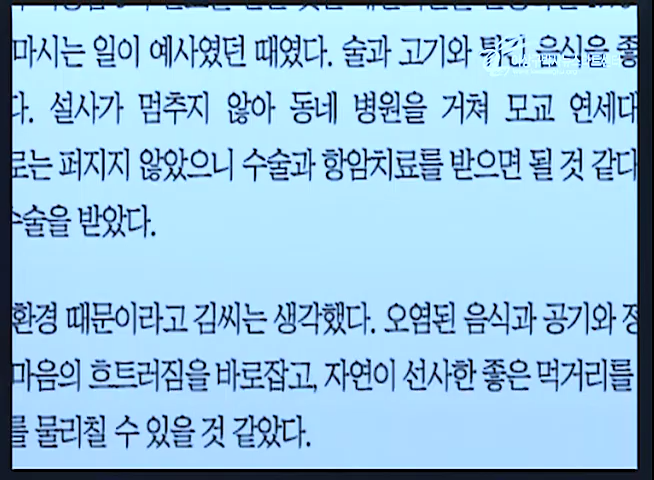 마시는 일이 예사였던 때였다. 술과 고기와 튀긴 음식을 좋
다. 설사가 멈추지 않아 동네 병원을 거쳐 모교 연세대
로는 퍼지지 않았으니 수술과 항암치료를 받으면 될 것 같다
수술을 받았다.
환경 때문이라고 김씨는 생각했다. 오염된 음식과 공기와 정
마음의 흐트러짐을 바로잡고, 자연이 선사한 좋은 먹거리를
를 물리칠 수 있을 것 같았다.